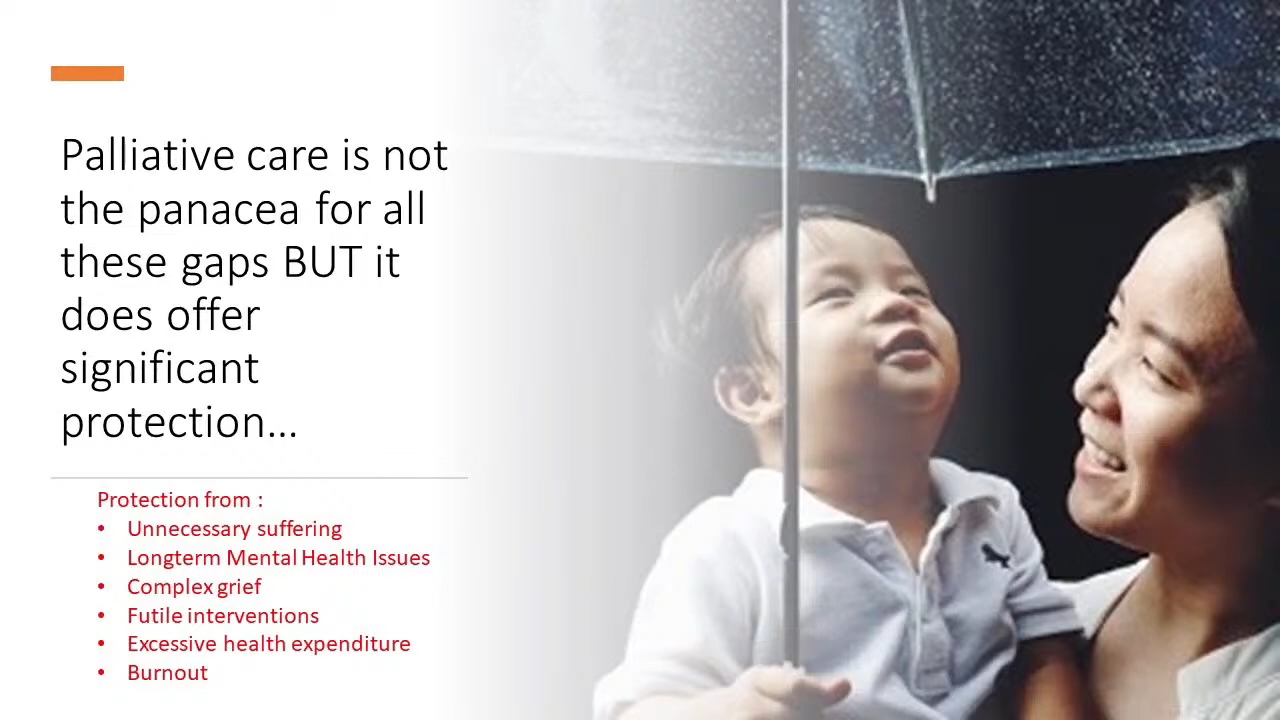 Palliative care is not
the panacea for all
these gaps BUT it
does offer
significant
protection...
Protection from :
• Unnecessary suffering
• Longterm Mental Health Issues
• Complex grief
• Futile interventions
• Excessive health expenditure
• Burnout